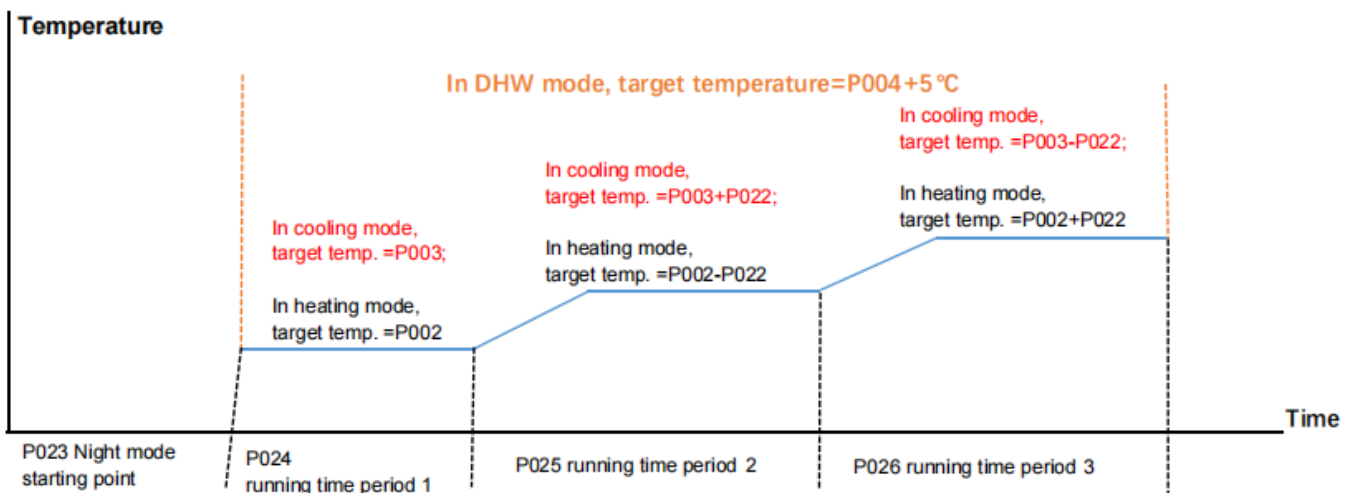 Temperature
In DHW mode, target temperature=P004+5℃
In cooling mode,
target temp. =P003;
In heating mode,
target temp. =P002
In cooling mode,
target temp. =P003+P022;
In heating mode,
target temp. =P002-P022
In cooling mode,
target temp. =P003-P022;
In heating mode,
target temp. =P002+P022
Time
P023 Night mode
starting point
P024
running time period 1
P025 running time period 2
P026 running time period 3